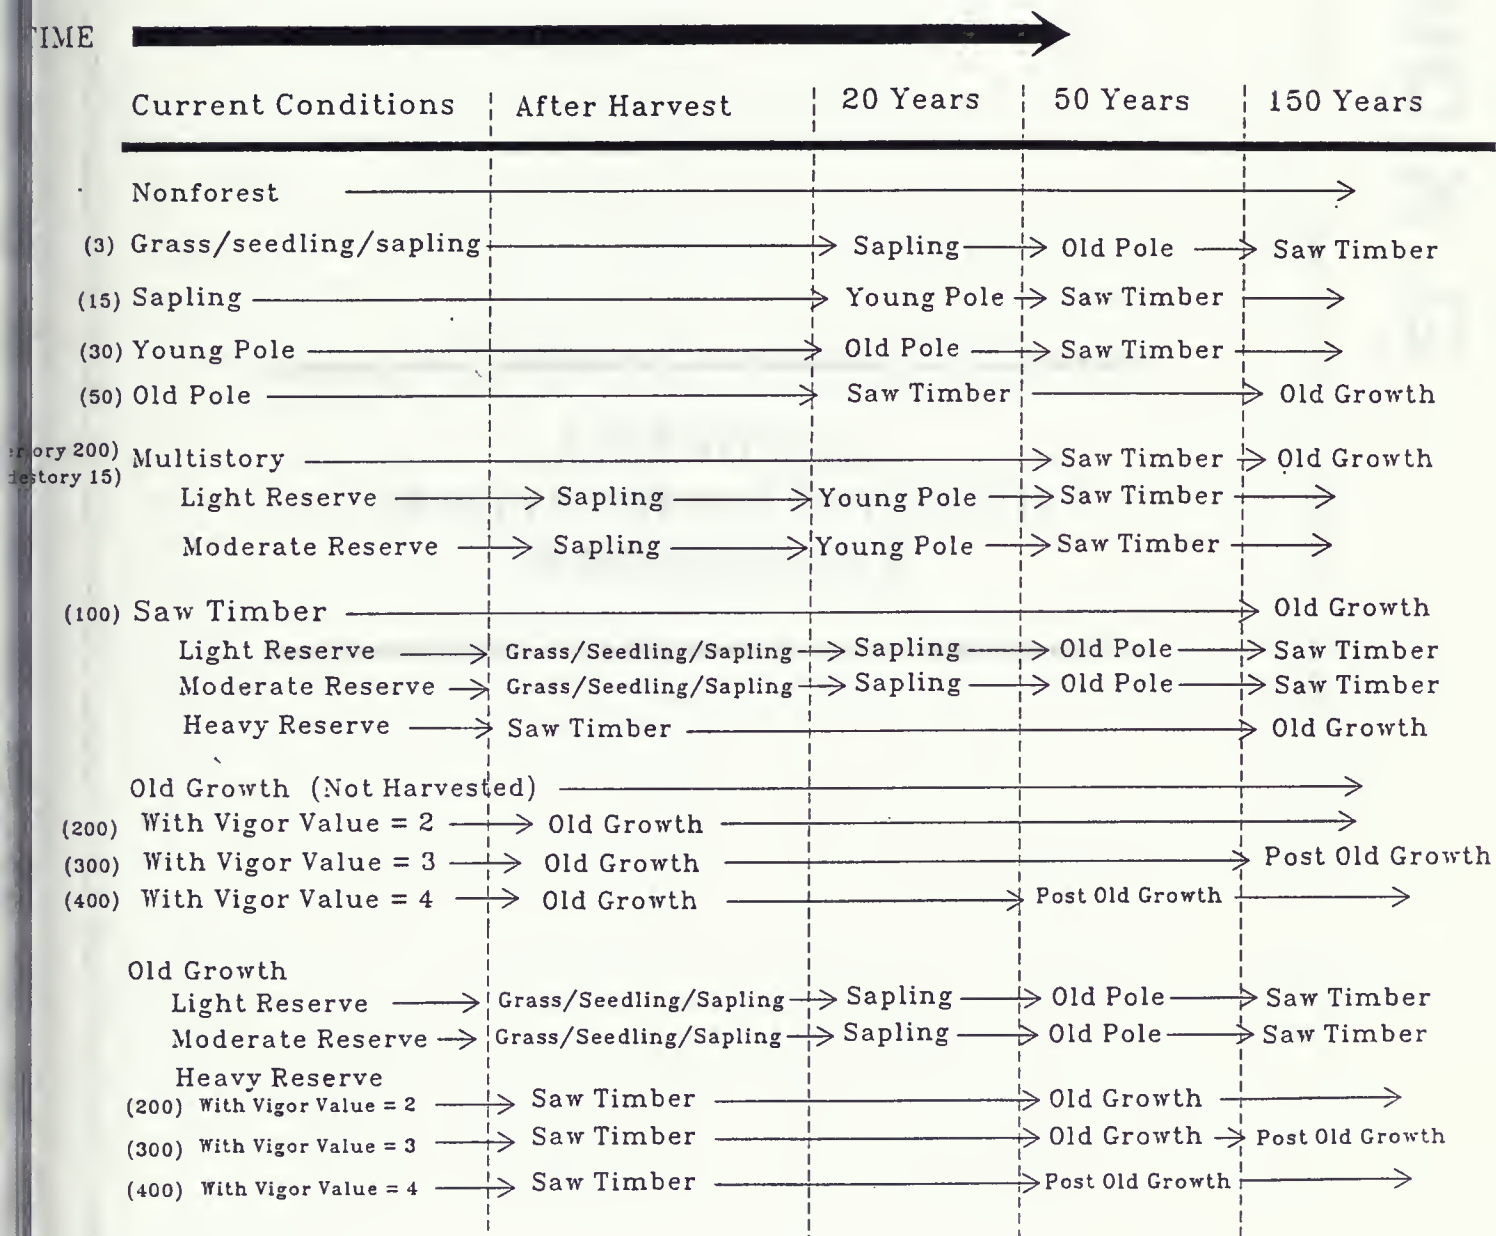 TIME
Current Conditions After Harvest 20 Years 50 Years 150 Years
Nonforest
(3) Grass/seedling/sapling Sapling Old Pole Saw Timber
(15) Sapling Young Pole Saw Timber
(30) Young Pole Old Pole Saw Timber
(50) Old Pole Saw Timber Old Growth
ory 200) Multistory Saw Timber Old Growth
story 15)
Light Reserve Sapling Young Pole Saw Timber
Moderate Reserve Sapling Young Pole Saw Timber
(100) Saw Timber Old Growth
Light Reserve Grass/Seedling/Sapling Sapling Old Pole Saw Timber
Moderate Reserve Grass/Seedling/Sapling Sapling Old Pole Saw Timber
Heavy Reserve Saw Timber Old Growth
Old Growth (Not Harvested)
(200) With Vigor Value = 2 Old Growth
(300) With Vigor Value = 3 Old Growth Post Old Growth
(400) With Vigor Value = 4 Old Growth Post Old Growth
Old Growth
Light Reserve Grass/Seedling/Sapling Sapling Old Pole Saw Timber
Moderate Reserve Grass/Seedling/Sapling Sapling Old Pole Saw Timber
Heavy Reserve
(200) With Vigor Value = 2 Saw Timber Old Growth
(300) With Vigor Value = 3 Saw Timber Old Growth Post Old Growth
(400) With Vigor Value = 4 Saw Timber Post Old Growth